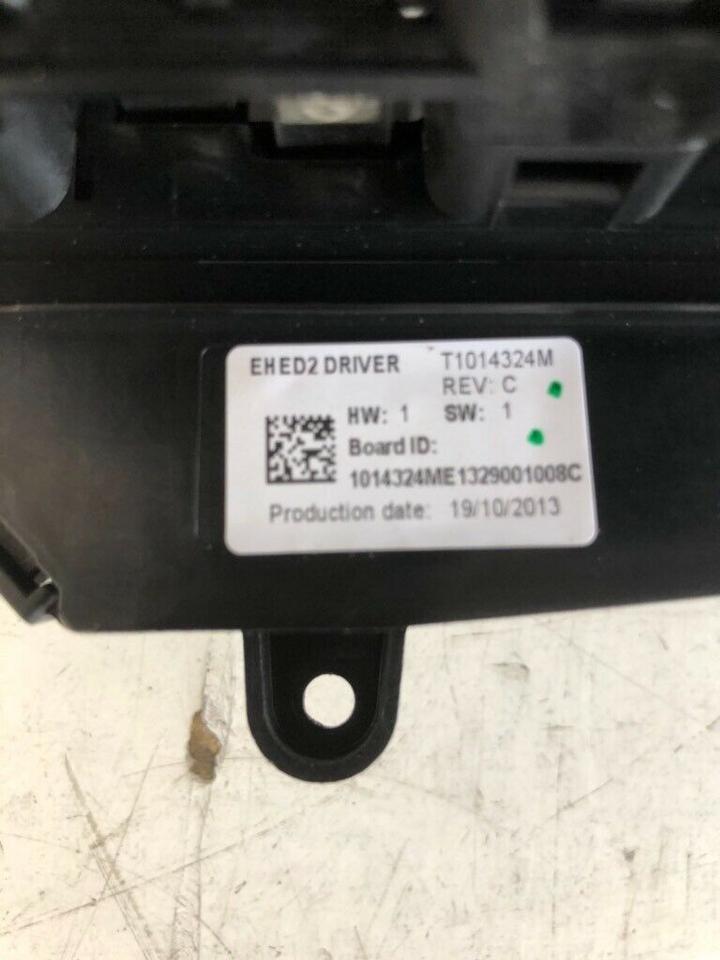 EHED2 DRIVER T1014324M
REV: C
HW: 1 SW: 1
Board ID:
1014324ME1329001008C
Production date: 19/10/2013